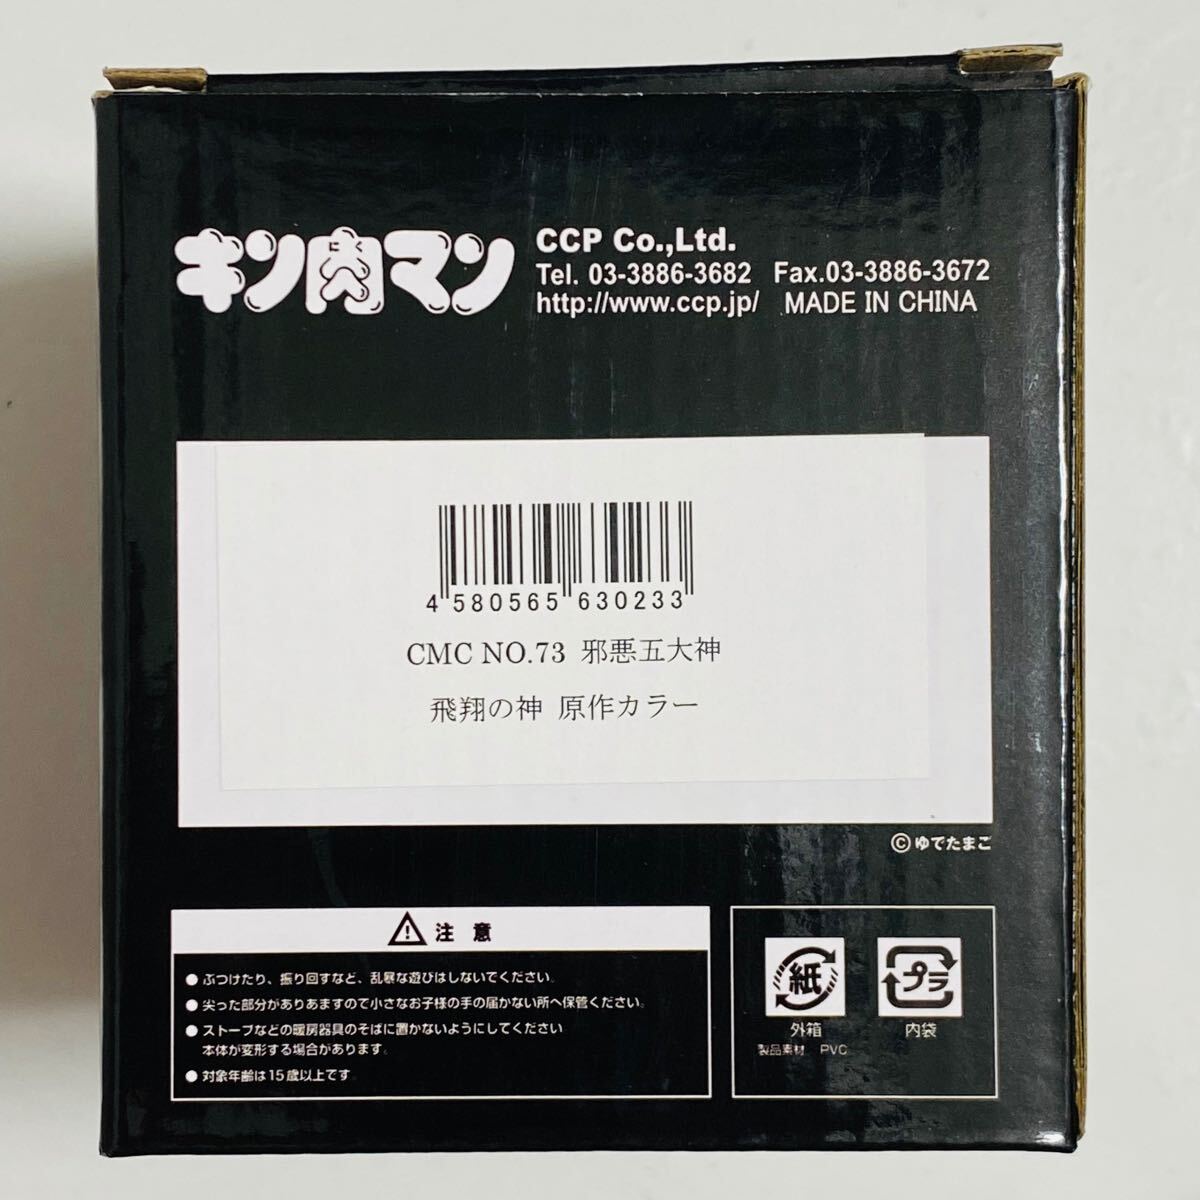 キン肉マン
にく
CCP Co.,Ltd.
Tel. 03-3886-3682 Fax.03-3886-3672
http://www.ccp.jp/ MADE IN CHINA
4 580565 630233
CMC NO.73 邪悪五大神
飛翔の神 原作カラー
©ゆでたまご
注意
●ぶつけたり、振り回すなど、乱暴な遊びはしないでください。
●尖った部分がありあますので小さなお子様の手の届かない所へ保管ください。
●ストーブなどの暖房器具のそばに置かないようにしてください
本体が変形する場合があります。
●対象年齢は15歳以上です。
紙
外箱
製品素材 PVC
プラ
内袋